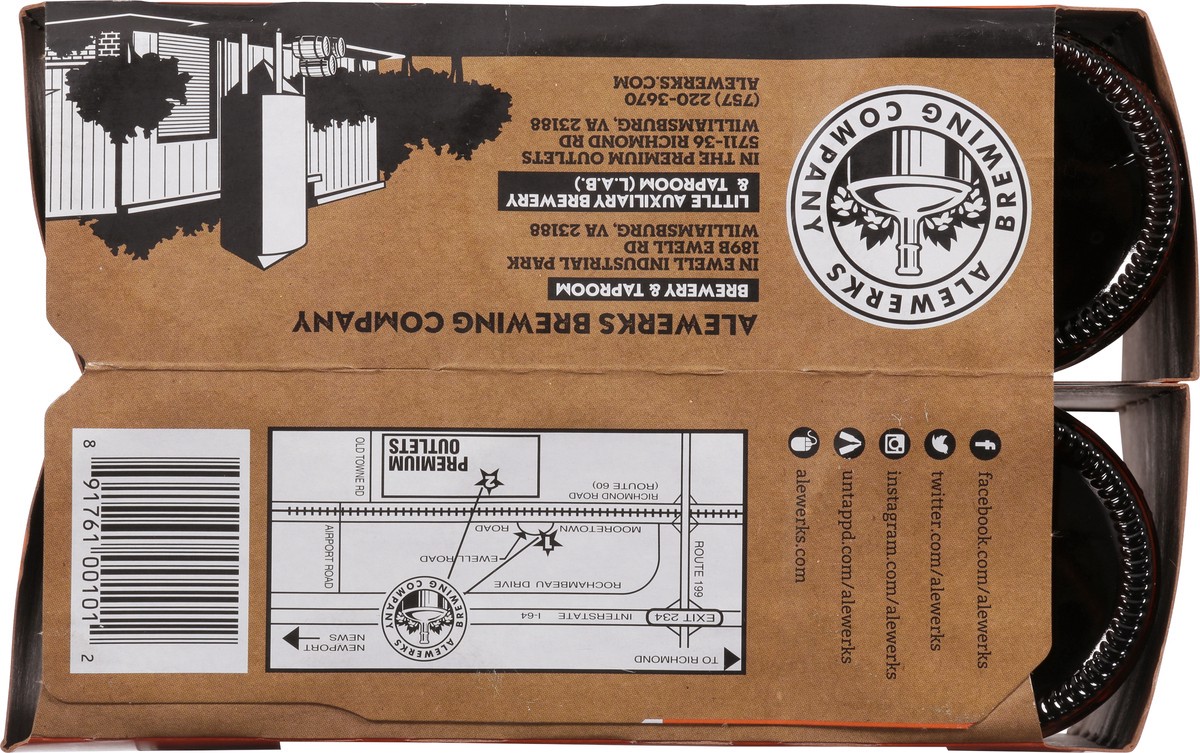 ALEWERKS BREWING COMPANY
BREWERY & TAPROOM
IN EWELL INDUSTRIAL PARK
189B EWELL RD
WILLIAMSBURG, VA 23188
LITTLE AUXILIARY BREWERY
& TAPROOM (L.A.B.)
IN THE PREMIUM OUTLETS
5711-36 RICHMOND RD
WILLIAMSBURG, VA 23188
(757) 220-3670
ALEWERKS.COM
ALEWERKS BREWING COMPANY
facebook.com/alewerks
twitter.com/alewerks
instagram.com/alewerks
untappd.com/alewerks
alewerks.com
TO RICHMOND
NEWPORT
NEWS
EXIT 234
INTERSTATE I-64
ALEWERKS BREWING COMPANY
ROCHAMBEAU DRIVE
ROUTE 199
AIRPORT ROAD
EWELL ROAD
MOORETOWN ROAD
1
RICHMOND ROAD
(ROUTE 60)
2
PREMIUM
OUTLETS
OLD TOWNE RD
8 91761 00101 2